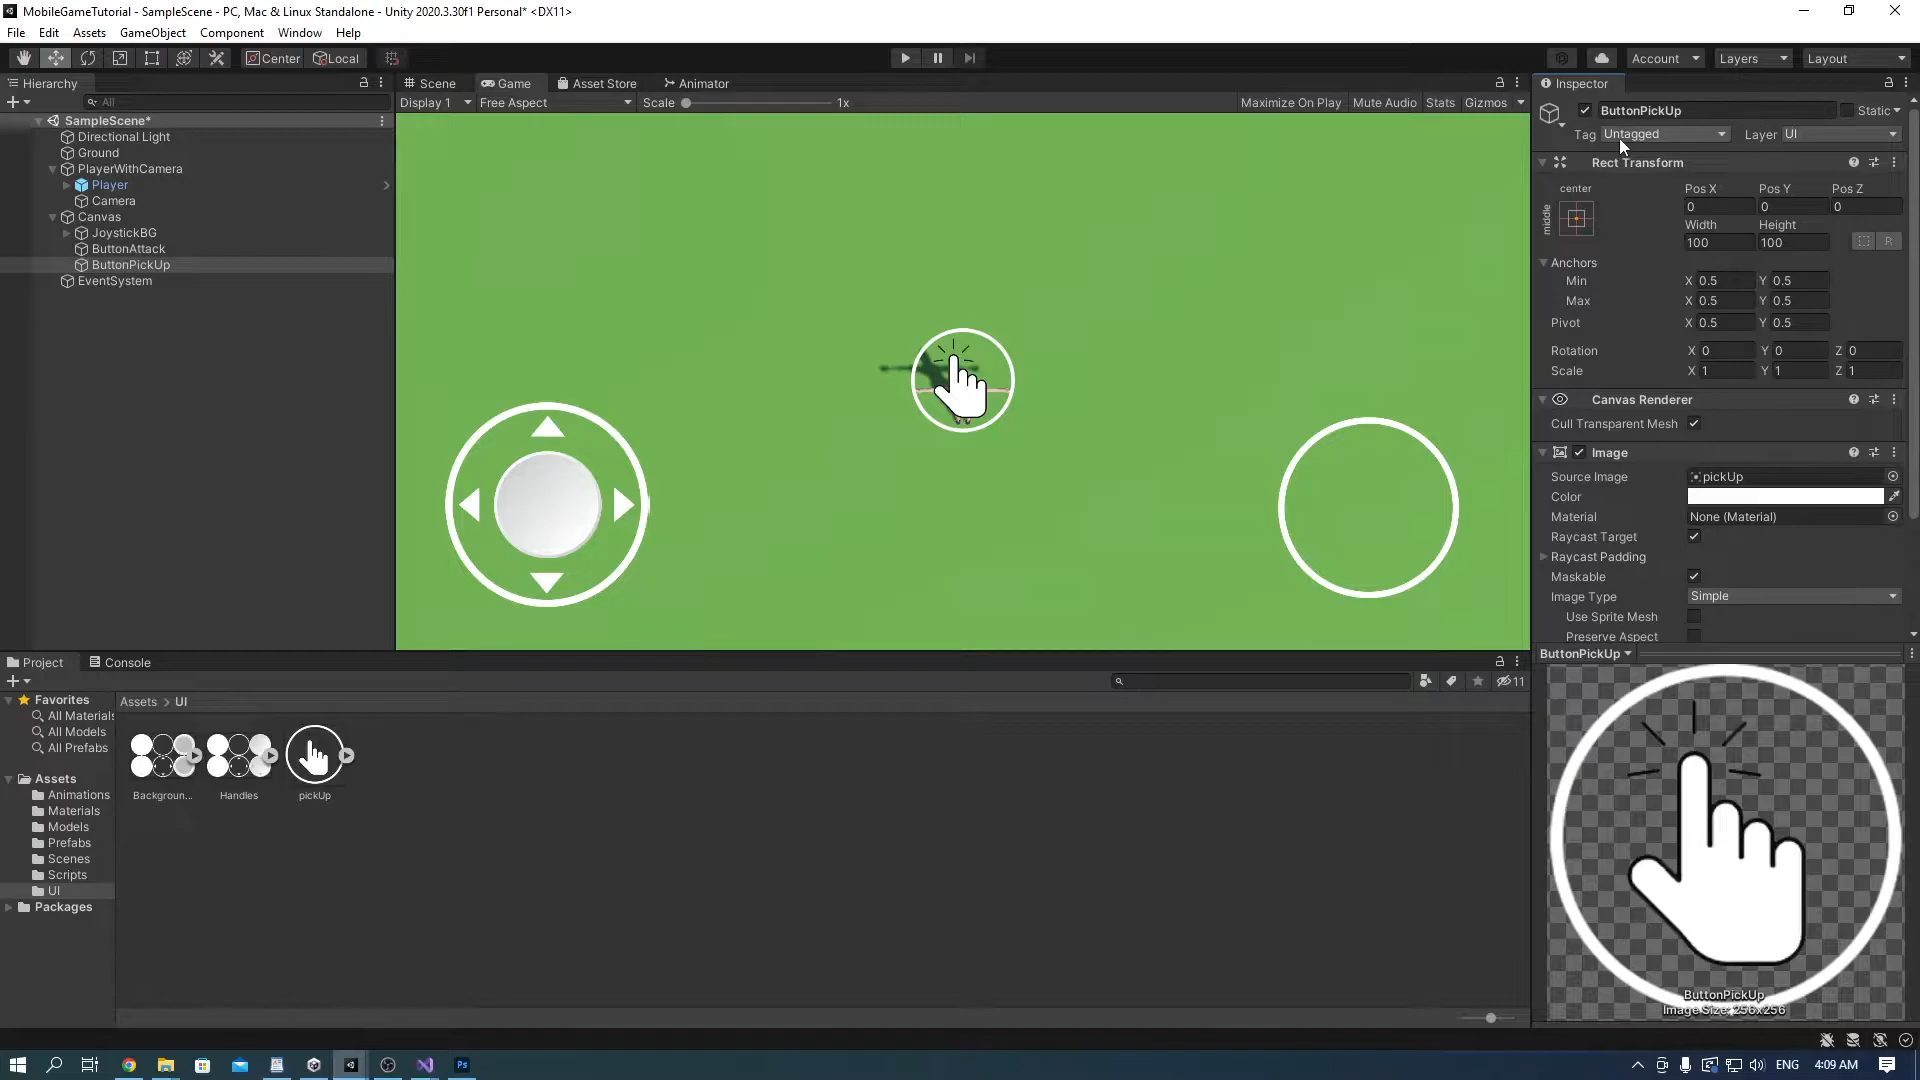 MobileGameTutorial - SampleScene - PC, Mac & Linux Standalone - Unity 2020.3.30f1 Personal* <DX11>
File Edit Assets GameObject Component Window Help
Center Local Account Layers Layout
Hierarchy
All
SampleScene*
Directional Light
Ground
PlayerWithCamera
Player
Camera
Canvas
JoystickBG
ButtonAttack
ButtonPickUp
EventSystem
Scene Game Asset Store Animator
Display 1 Free Aspect Scale 1x Maximize On Play Mute Audio Stats Gizmos
Inspector
ButtonPickUp Static
Tag Untagged Layer UI
Rect Transform
center
middle
Pos X Pos Y Pos Z
0 0 0
Width Height
100 100 R
Anchors
Min X 0.5 Y 0.5
Max X 0.5 Y 0.5
Pivot X 0.5 Y 0.5
Rotation X 0 Y 0 Z 0
Scale X 1 Y 1 Z 1
Canvas Renderer
Cull Transparent Mesh
Image
Source Image pickUp
Color
Material None (Material)
Raycast Target
Raycast Padding
Maskable
Image Type Simple
Use Sprite Mesh
Preserve Aspect
ButtonPickUp
ButtonPickUp
Image Size: 256x256
Project Console
11
Favorites
All Materials
All Models
All Prefabs
Assets
Animations
Materials
Models
Prefabs
Scenes
Scripts
UI
Packages
Assets > UI
Backgroun... Handles pickUp
Ps ENG 4:09 AM